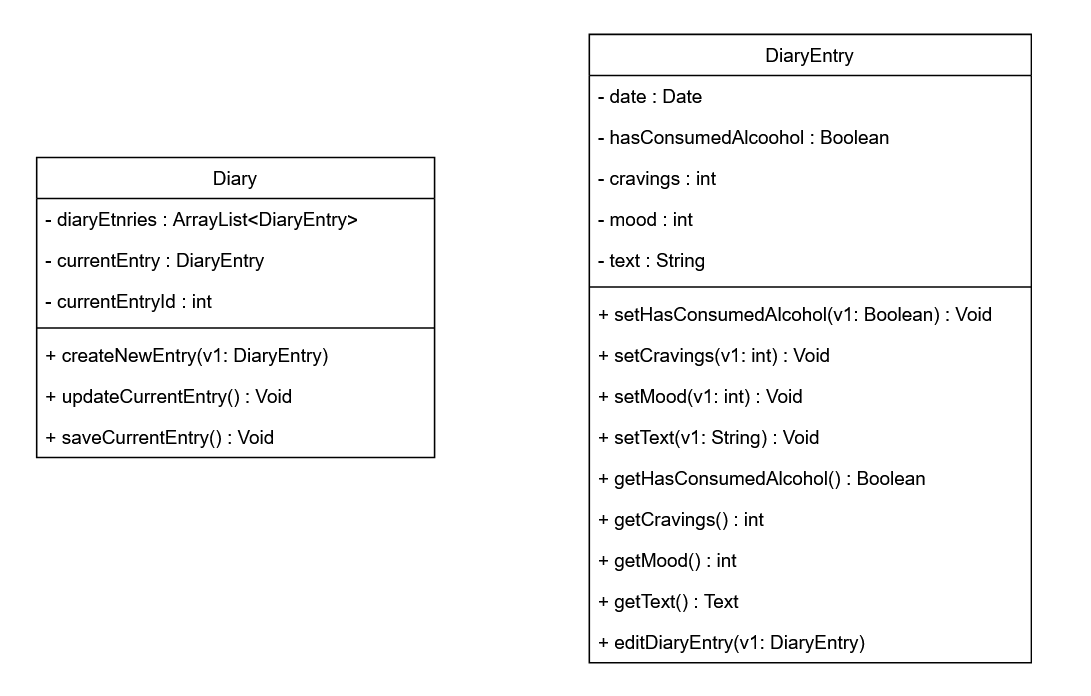 Diary
- diaryEtnries : ArrayList<DiaryEntry>
- currentEntry : DiaryEntry
- currentEntryId : int
+ createNewEntry(v1: DiaryEntry)
+ updateCurrentEntry() : Void
+ saveCurrentEntry() : Void
DiaryEntry
- date : Date
- hasConsumedAlcoohol : Boolean
- cravings : int
- mood : int
- text : String
+ setHasConsumedAlcohol(v1: Boolean) : Void
+ setCravings(v1: int) : Void
+ setMood(v1: int) : Void
+ setText(v1: String) : Void
+ getHasConsumedAlcohol() : Boolean
+ getCravings() : int
+ getMood() : int
+ getText() : Text
+ editDiaryEntry(v1: DiaryEntry)